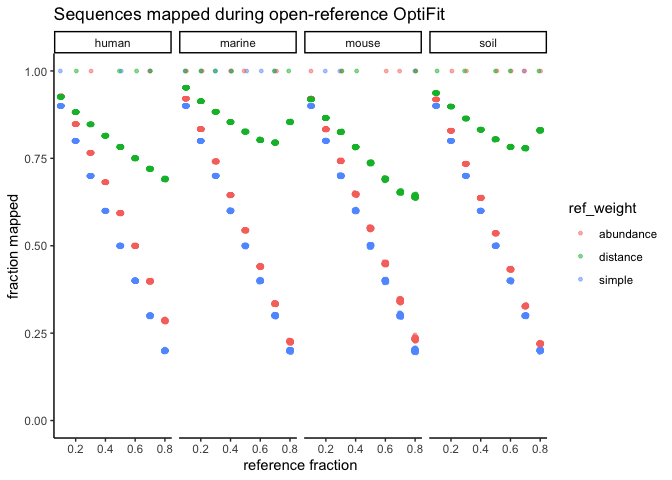 Sequences mapped during open-reference OptiFit
human marine mouse soil
1.00
0.75
0.50
0.25
0.00
fraction mapped
0.2 0.4 0.6 0.8 0.2 0.4 0.6 0.8 0.2 0.4 0.6 0.8 0.2 0.4 0.6 0.8
reference fraction
ref_weight
abundance
distance
simple